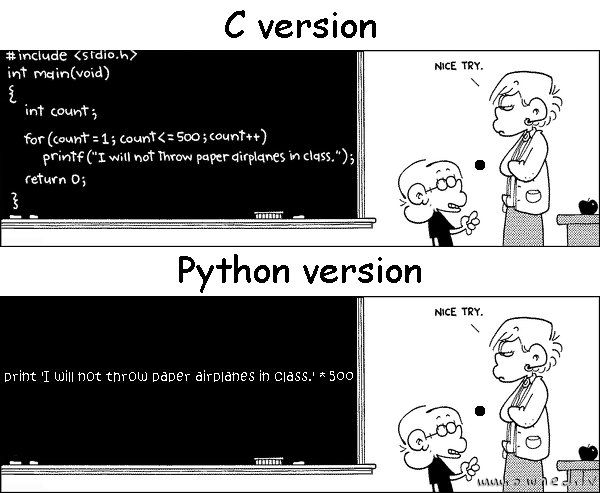 C version
#include <stdio.h>
int main(void)
{
int count;
for (count = 1; count <= 500; count++)
printf("I will not throw paper airplanes in class.");
return 0;
}
NICE TRY.
Python version
print 'I will not throw paper airplanes in class.' * 500
NICE TRY.